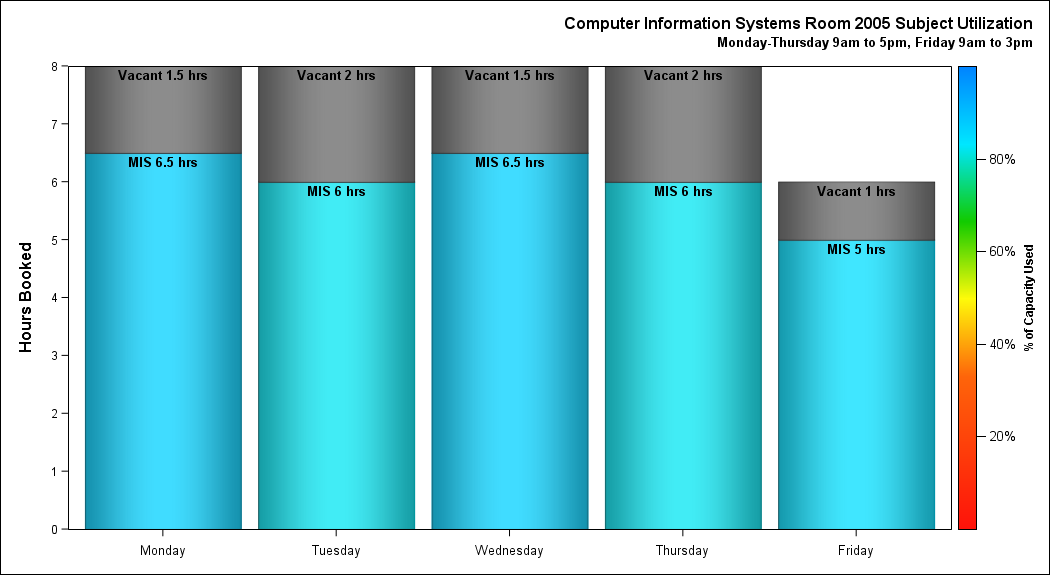 Computer Information Systems Room 2005 Subject Utilization
Monday-Thursday 9am to 5pm, Friday 9am to 3pm
Hours Booked
8
7
6
5
4
3
2
1
0
Vacant 1.5 hrs
MIS 6.5 hrs
Vacant 2 hrs
MIS 6 hrs
Vacant 1.5 hrs
MIS 6.5 hrs
Vacant 2 hrs
MIS 6 hrs
Vacant 1 hrs
MIS 5 hrs
Monday
Tuesday
Wednesday
Thursday
Friday
80%
60%
40%
20%
% of Capacity Used